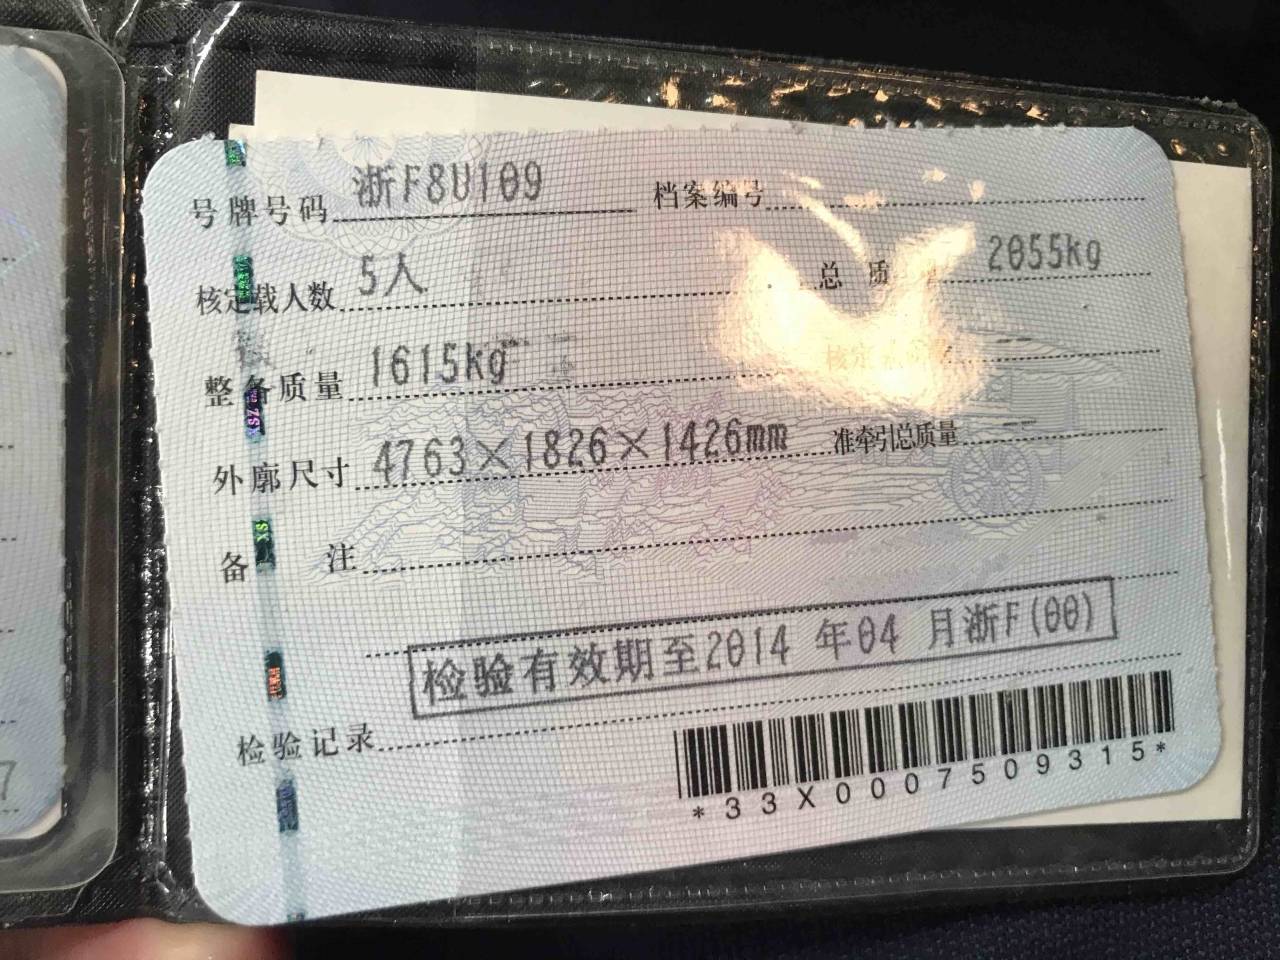 号牌号码 浙F8U109 档案编号
核定载人数 5人 总质 2055kg
整备质量 1615kg 核定
外廓尺寸 4763×1826×1426mm 准牵引总质量
备注
检验有效期至2014 年04 月浙F(00)
检验记录
*33X0007509315*
7